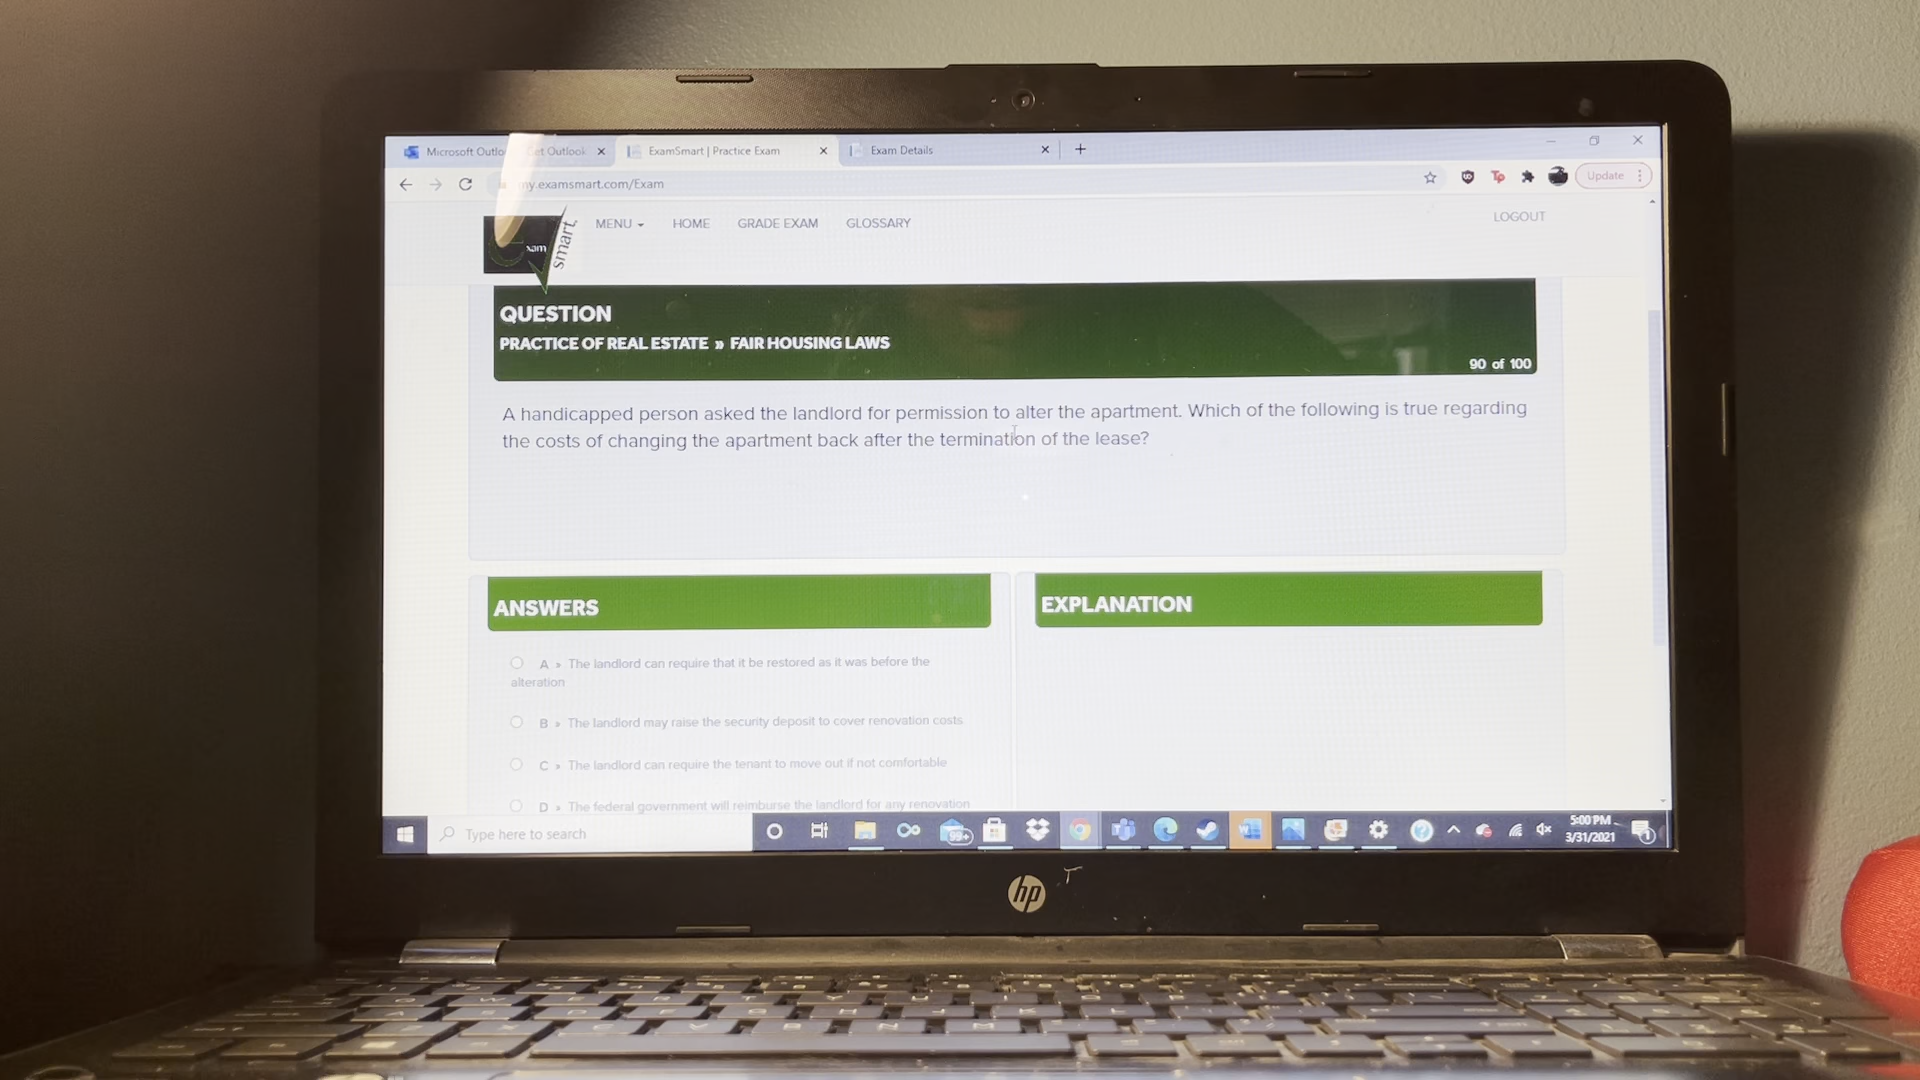 Microsoft Outlo et Outlook
ExamSmart | Practice Exam
Exam Details
my.examsmart.com/Exam
Update
xam
smart
MENU
HOME
GRADE EXAM
GLOSSARY
LOGOUT
QUESTION
PRACTICE OF REAL ESTATE » FAIR HOUSING LAWS
90 of 100
A handicapped person asked the landlord for permission to alter the apartment. Which of the following is true regarding
the costs of changing the apartment back after the termination of the lease?
ANSWERS
EXPLANATION
A » The landlord can require that it be restored as it was before the
alteration
B » The landlord may raise the security deposit to cover renovation costs
C » The landlord can require the tenant to move out if not comfortable
D » The federal government will reimburse the landlord for any renovation
Type here to search
99+
5:00 PM
3/31/2021
1
hp